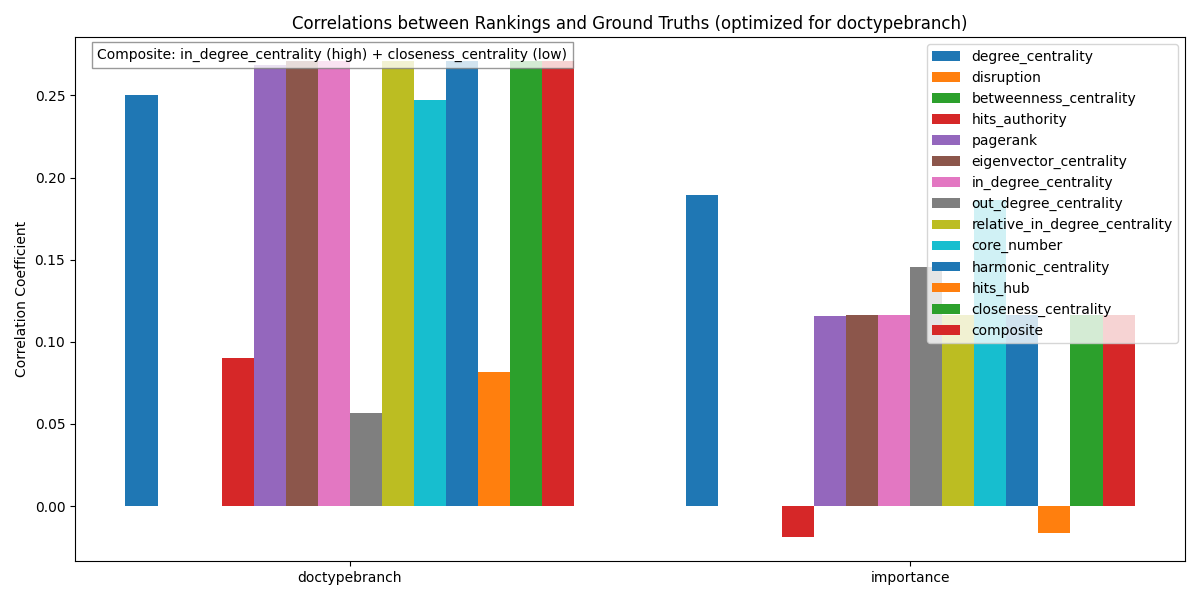 Correlations between Rankings and Ground Truths (optimized for doctypebranch)
Composite: in_degree_centrality (high) + closeness_centrality (low)
degree_centrality
disruption
betweenness_centrality
hits_authority
pagerank
eigenvector_centrality
in_degree_centrality
out_degree_centrality
relative_in_degree_centrality
core_number
harmonic_centrality
hits_hub
closeness_centrality
composite
Correlation Coefficient
0.25
0.20
0.15
0.10
0.05
0.00
doctypebranch
importance